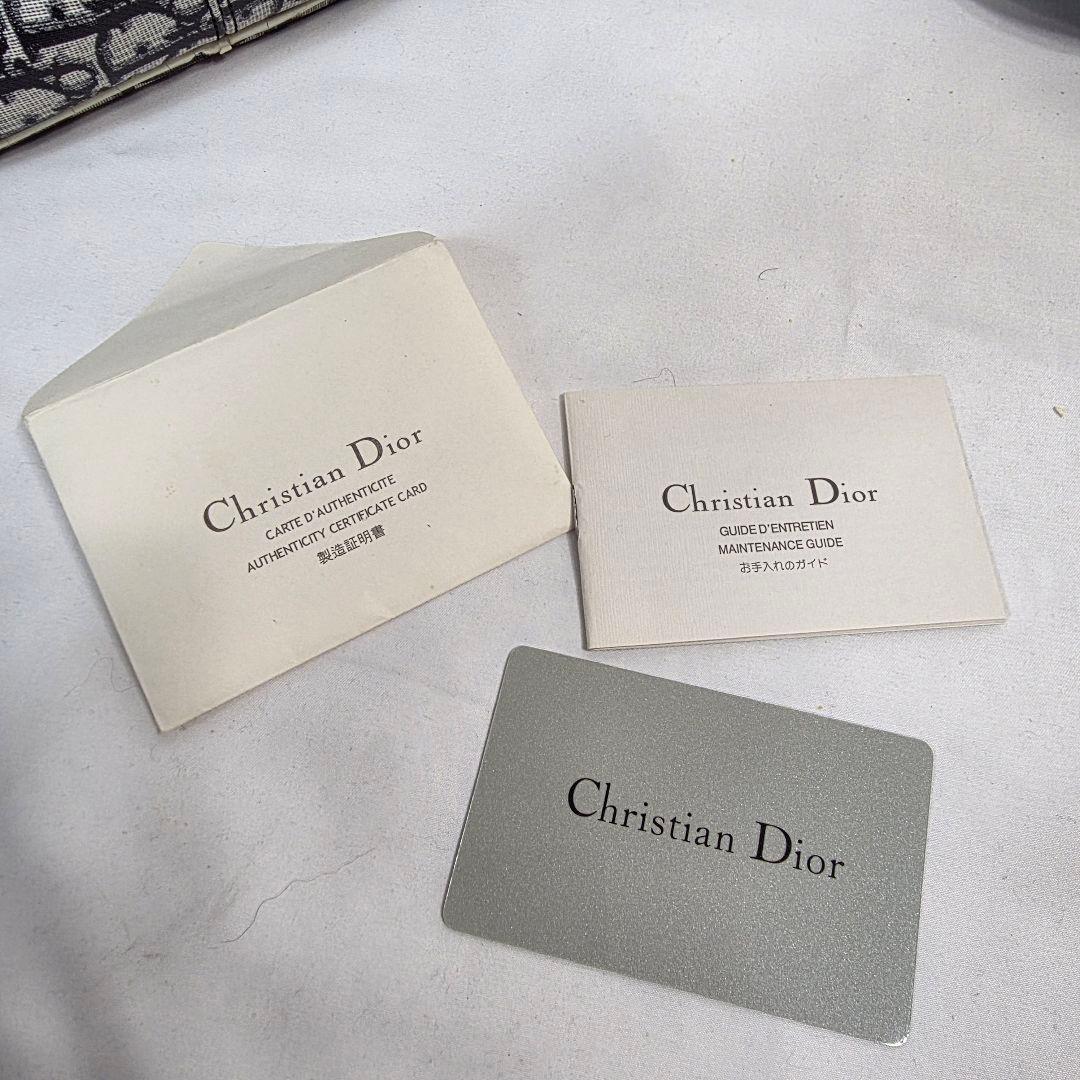 Christian Dior
CARTE D'AUTHENTICITE
AUTHENTICITY CERTIFICATE CARD
製造証明書
Christian Dior
GUIDE D'ENTRETIEN
MAINTENANCE GUIDE
お手入れのガイド
Christian Dior